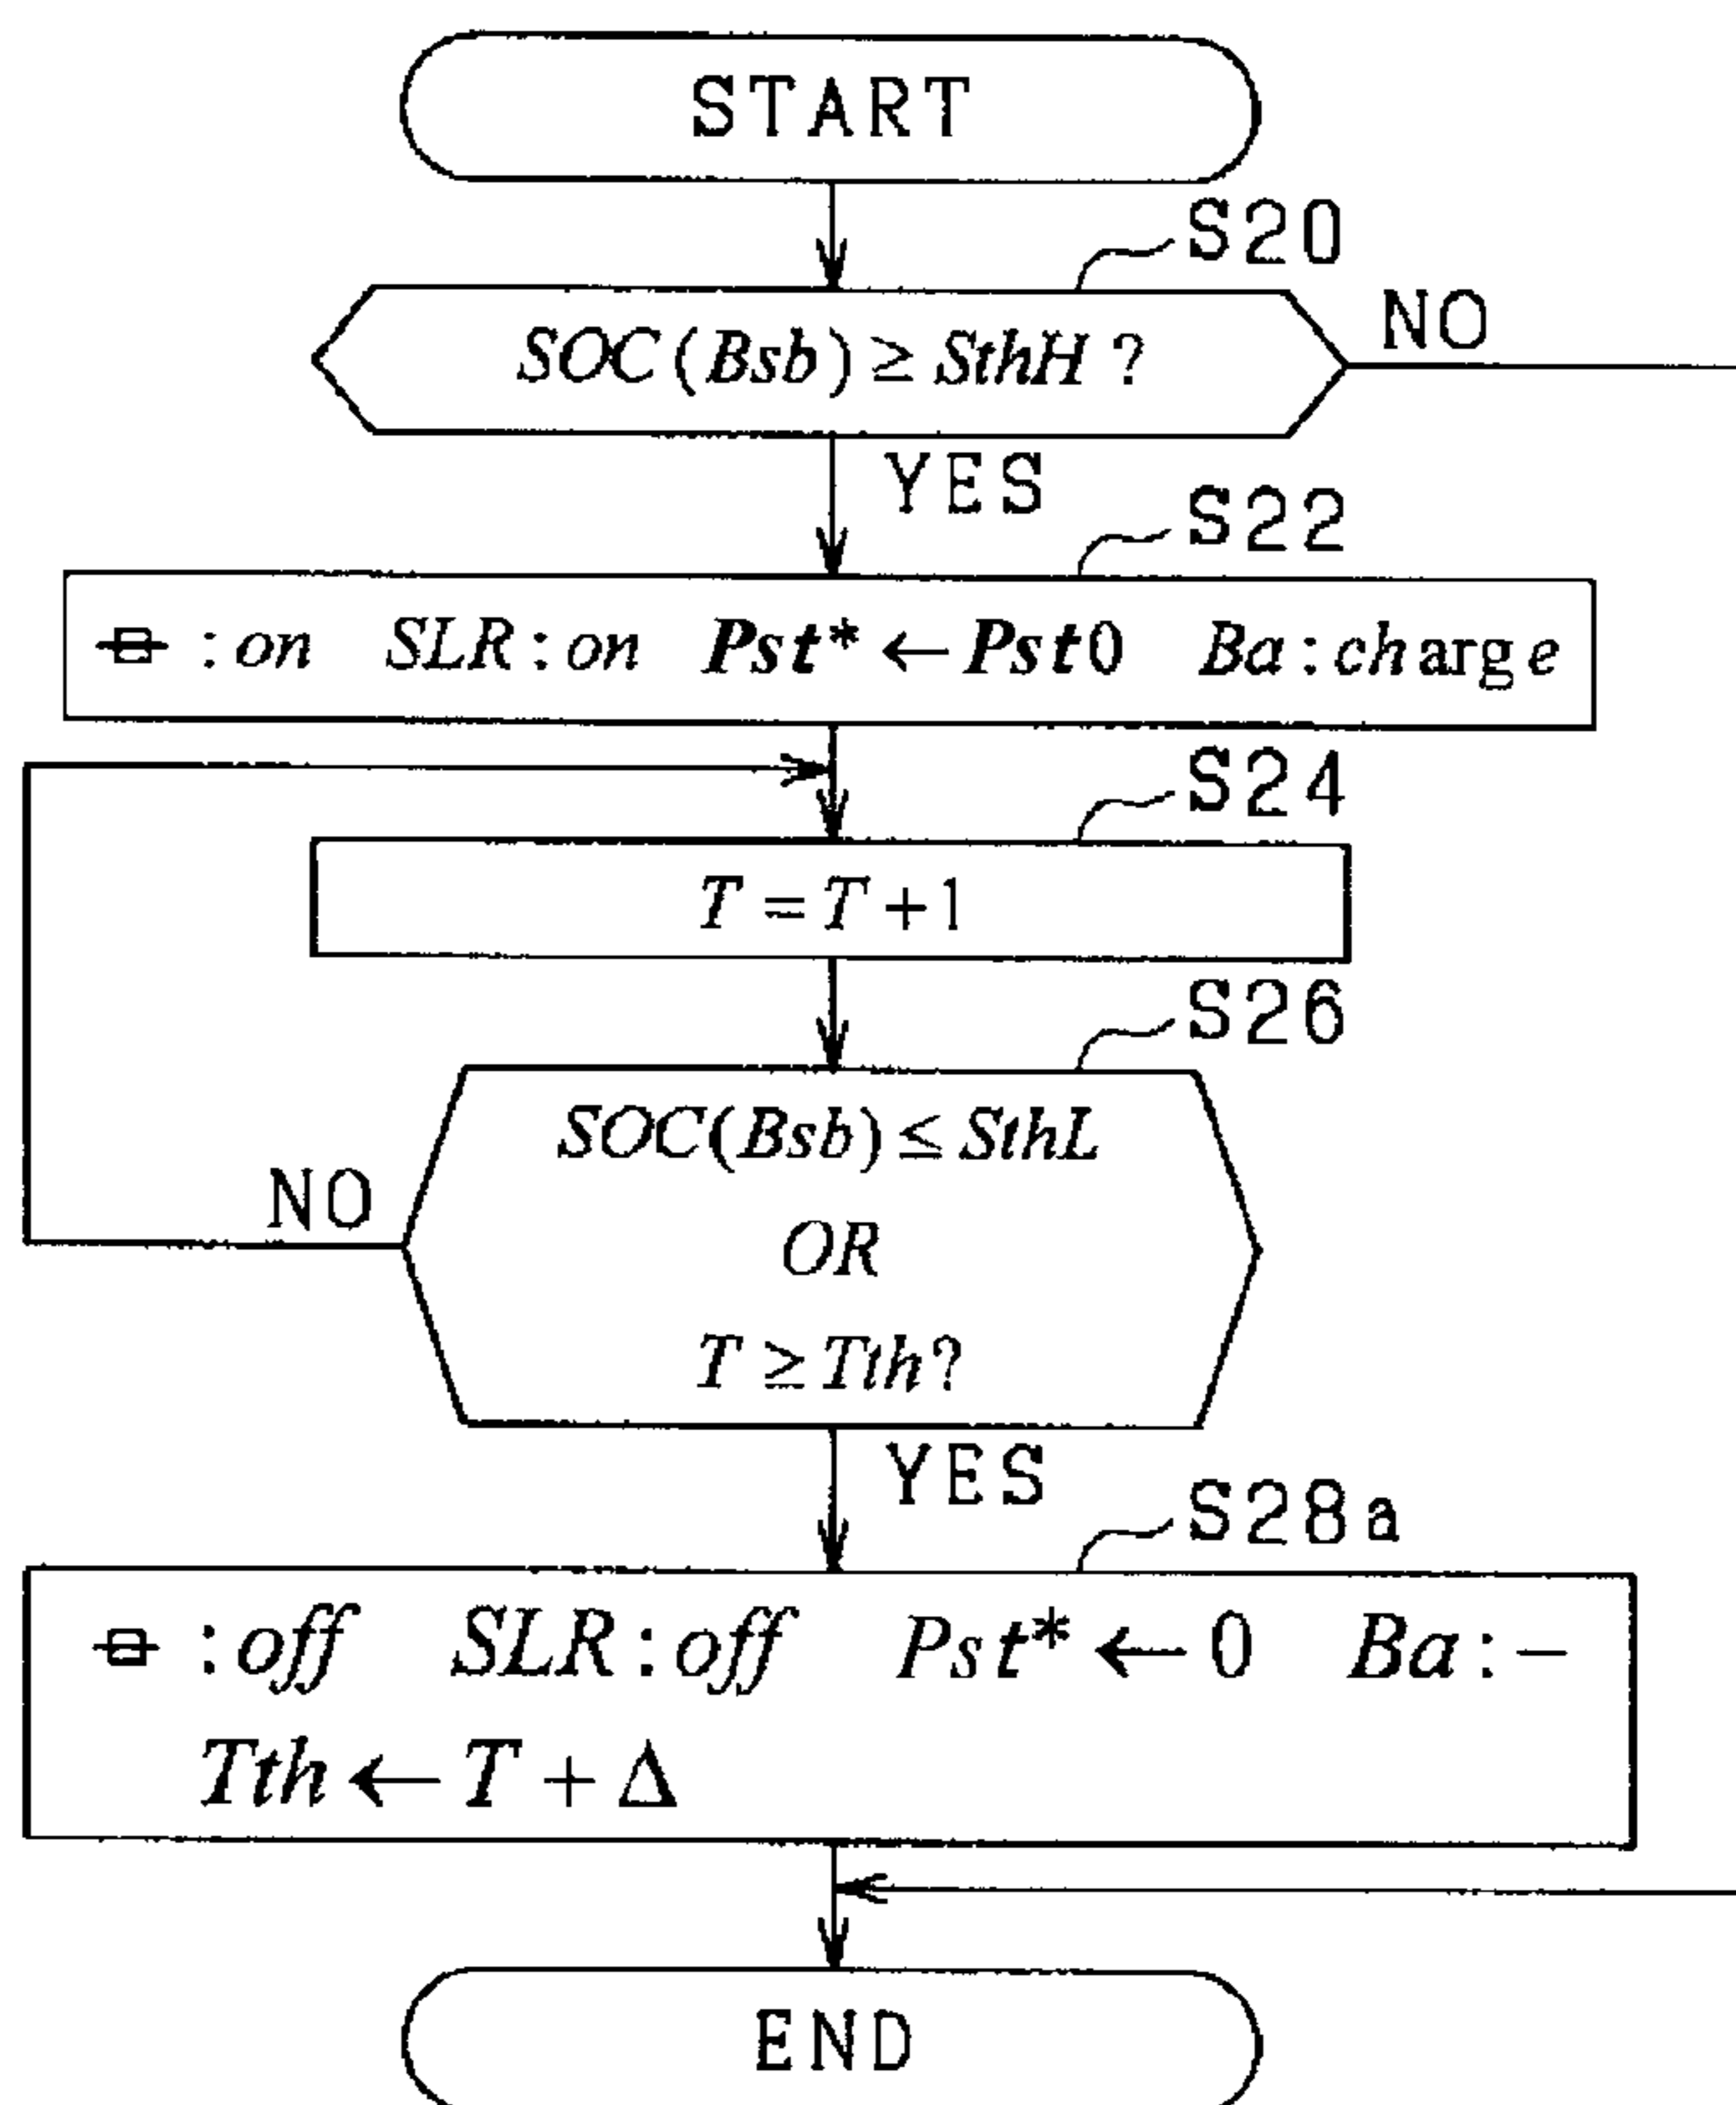 START
S20
SOC(Bsb) ≥ SthH ?
NO
YES
S22
:on SLR:on Pst* ← Pst0 Ba:charge
S24
T = T + 1
S26
SOC(Bsb) ≤ SthL
OR
T ≥ Tth?
NO
YES
S28a
:off SLR:off Pst* ← 0 Ba:−
Tth ← T + Δ
END